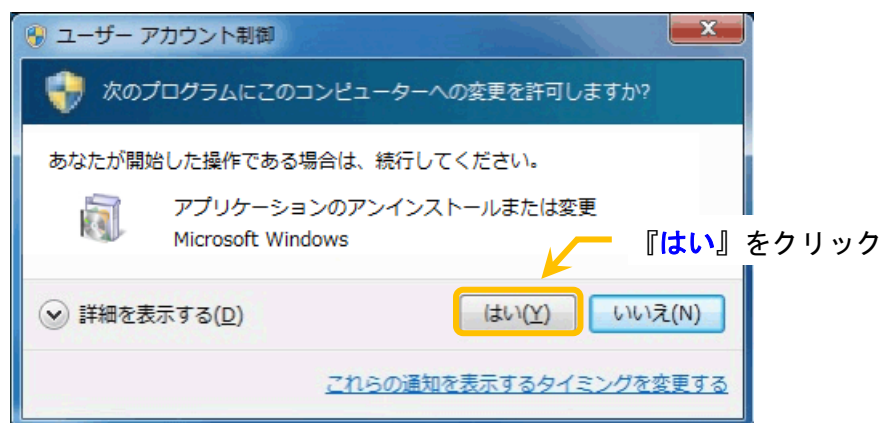 ユーザー アカウント制御
次のプログラムにこのコンピューターへの変更を許可しますか?
あなたが開始した操作である場合は、続行してください。
アプリケーションのアンインストールまたは変更
Microsoft Windows
『はい』をクリック
詳細を表示する(D)
はい(Y)
いいえ(N)
これらの通知を表示するタイミングを変更する